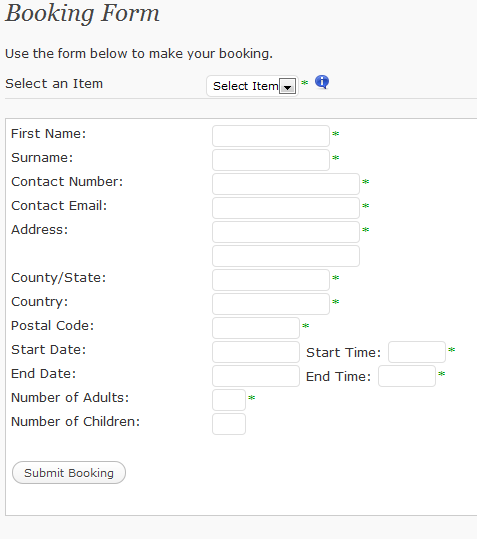 Booking Form
Use the form below to make your booking.
Select an Item Select Item *
First Name: *
Surname: *
Contact Number: *
Contact Email: *
Address: *
County/State: *
Country: *
Postal Code: *
Start Date: Start Time: *
End Date: End Time: *
Number of Adults: *
Number of Children:
Submit Booking